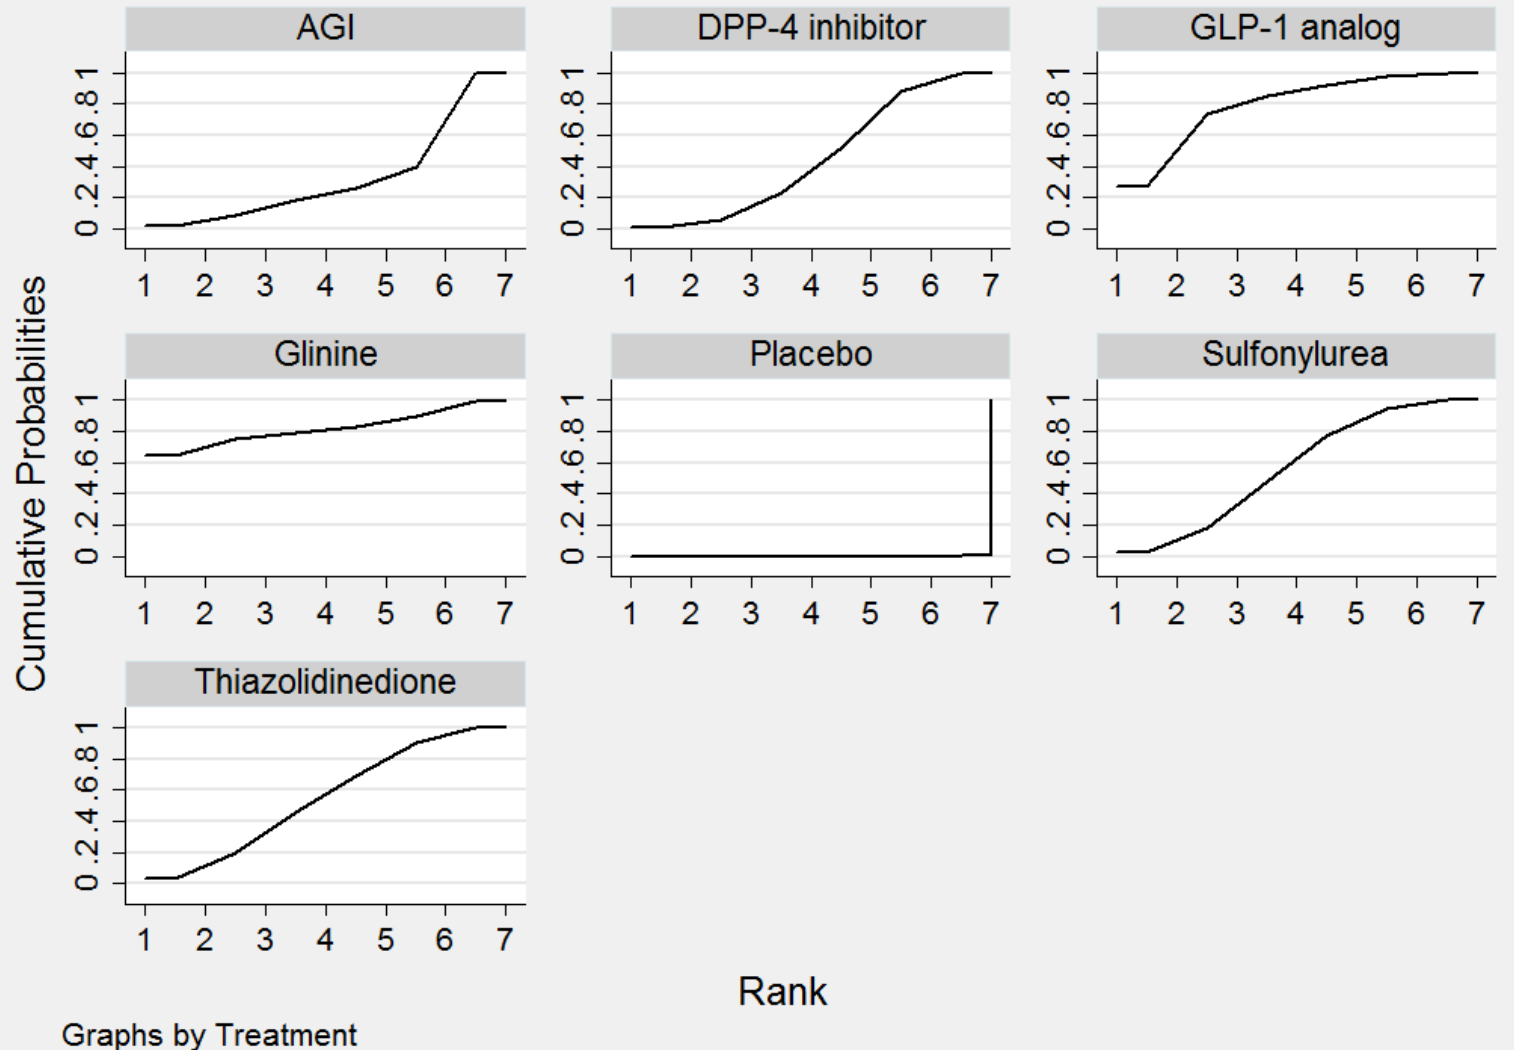 AGI
DPP-4 inhibitor
GLP-1 analog
0 .2 .4 .6 .8 1
0 .2 .4 .6 .8 1
0 .2 .4 .6 .8 1
1 2 3 4 5 6 7
1 2 3 4 5 6 7
1 2 3 4 5 6 7
Cumulative Probabilities
Glinine
Placebo
Sulfonylurea
0 .2 .4 .6 .8 1
0 .2 .4 .6 .8 1
0 .2 .4 .6 .8 1
1 2 3 4 5 6 7
1 2 3 4 5 6 7
1 2 3 4 5 6 7
Thiazolidinedione
0 .2 .4 .6 .8 1
1 2 3 4 5 6 7
Rank
Graphs by Treatment